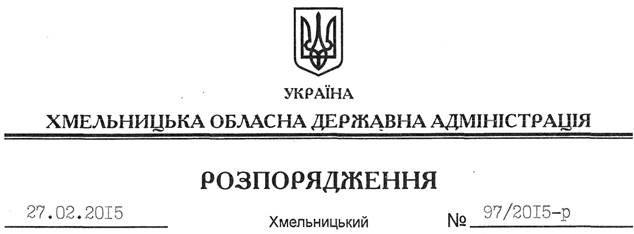 УКРАЇНА
ХМЕЛЬНИЦЬКА ОБЛАСНА ДЕРЖАВНА АДМІНІСТРАЦІЯ
РОЗПОРЯДЖЕННЯ
27.02.2015 Хмельницький № 97/2015-р